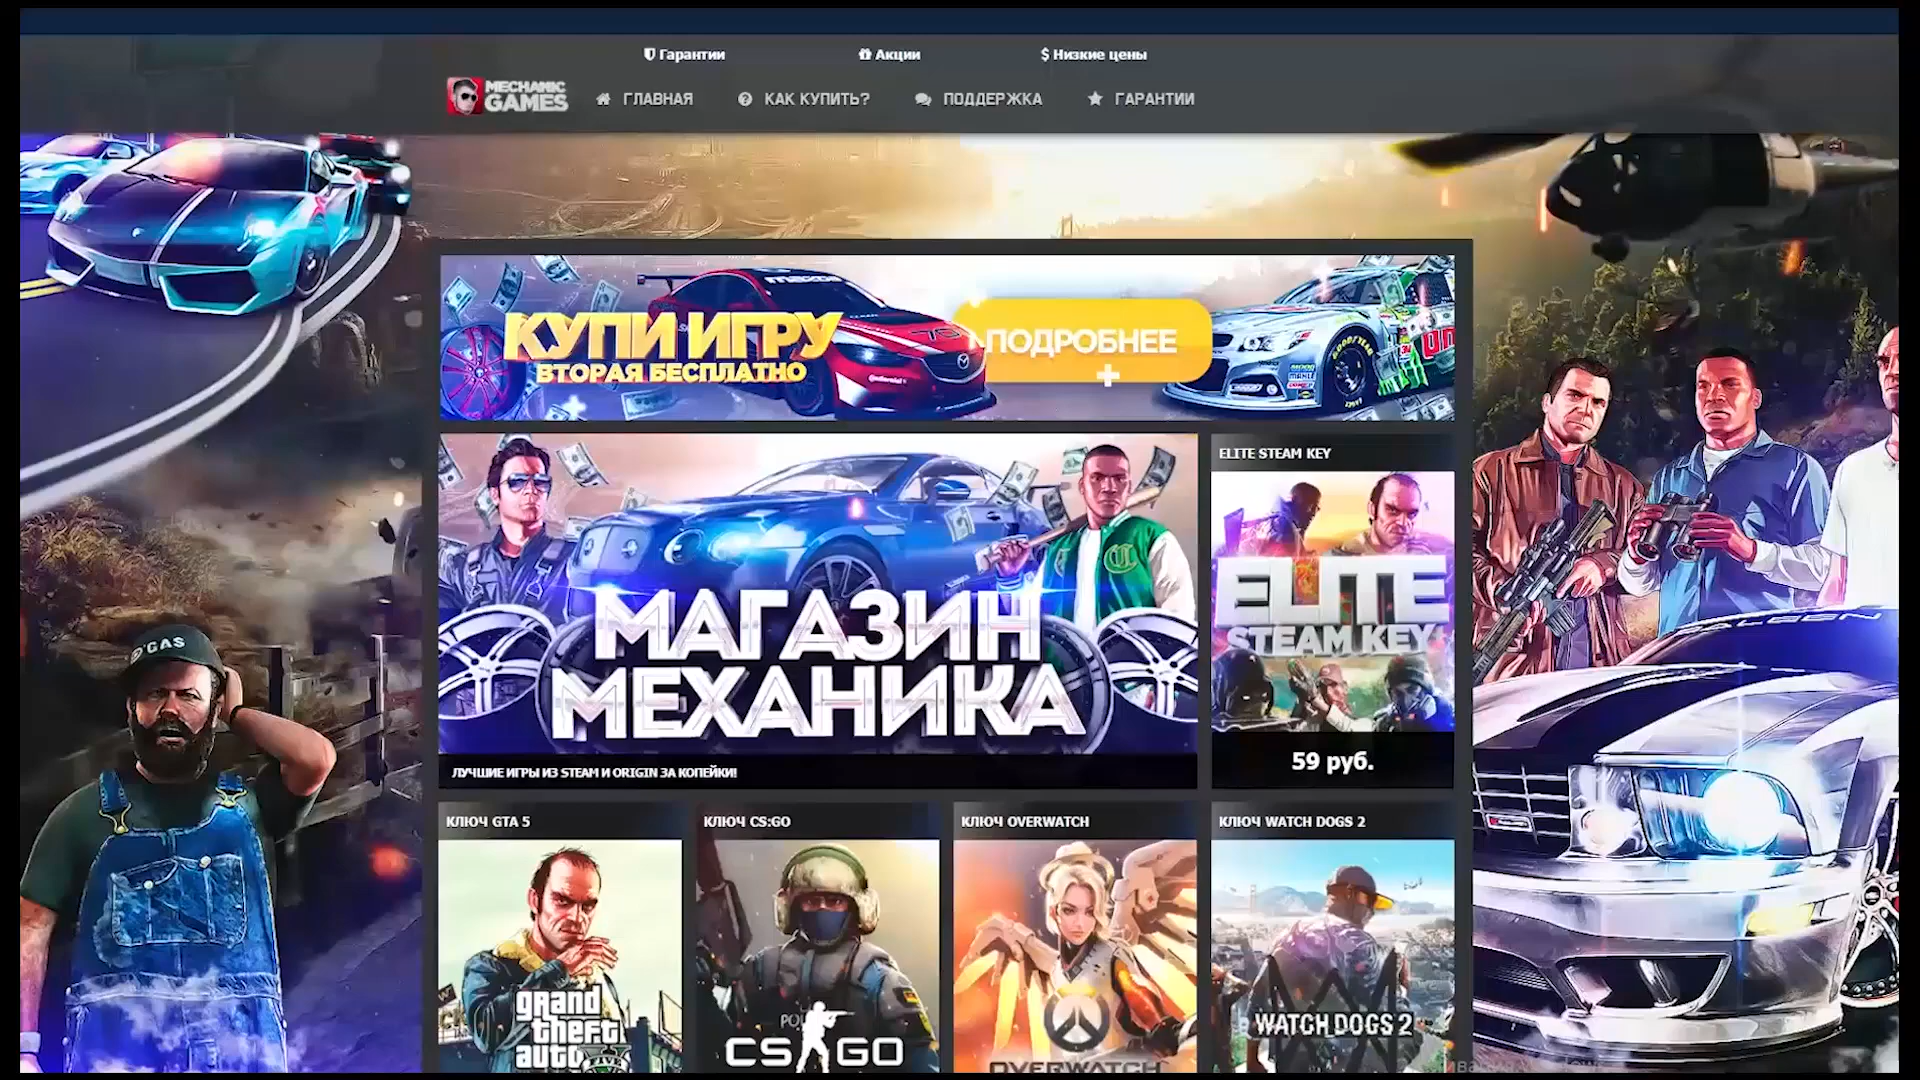 Гарантии
Акции
Низкие цены
MECHANIC
GAMES
ГЛАВНАЯ
КАК КУПИТЬ?
ПОДДЕРЖКА
ГАРАНТИИ
КУПИ ИГРУ
ВТОРАЯ БЕСПЛАТНО
ПОДРОБНЕЕ
GOODYEAR
МАГАЗИН
МЕХАНИКА
ЛУЧШИЕ ИГРЫ ИЗ STEAM И ORIGIN ЗА КОПЕЙКИ!
ELITE STEAM KEY
ELITE
STEAM KEY
59 руб.
GAS
КЛЮЧ GTA 5
grand
theft
auto
КЛЮЧ CS:GO
CS GO
КЛЮЧ OVERWATCH
OVERWATCH
КЛЮЧ WATCH DOGS 2
WATCH DOGS 2